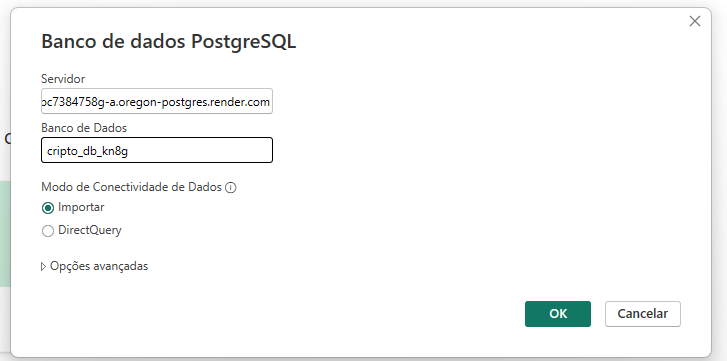 Banco de dados PostgreSQL
Servidor
c7384758g-a.oregon-postgres.render.com
Banco de Dados
cripto_db_kn8g
Modo de Conectividade de Dados
Importar
DirectQuery
Opções avançadas
OK
Cancelar